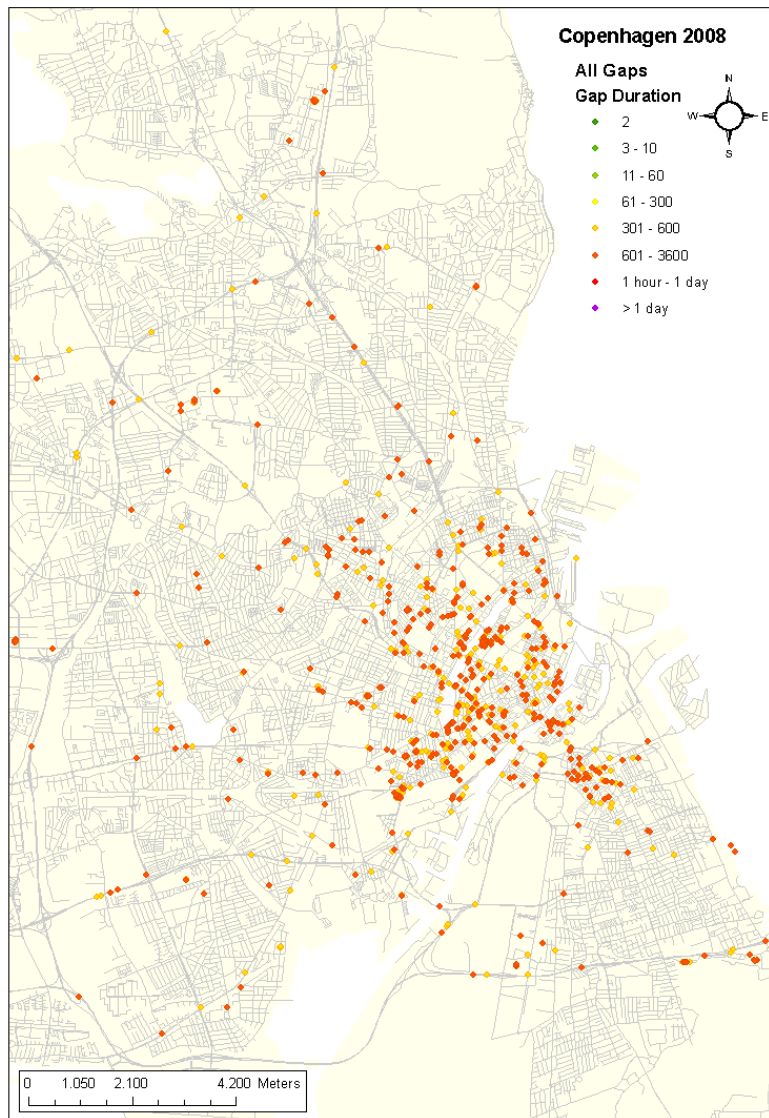 Copenhagen 2008
All Gaps
Gap Duration
N
W E
S
2
3 - 10
11 - 60
61 - 300
301 - 600
601 - 3600
1 hour - 1 day
> 1 day
0 1.050 2.100 4.200 Meters